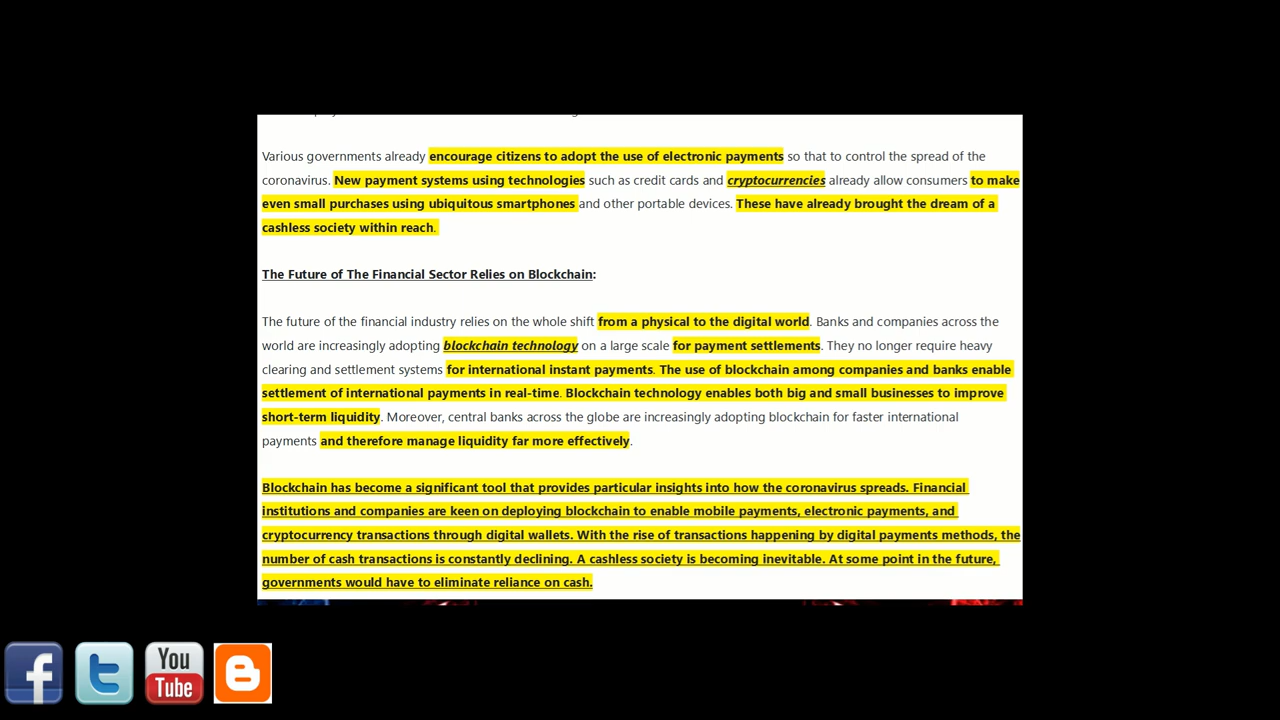 Various governments already encourage citizens to adopt the use of electronic payments so that to control the spread of the
coronavirus. New payment systems using technologies such as credit cards and cryptocurrencies already allow consumers to make
even small purchases using ubiquitous smartphones and other portable devices. These have already brought the dream of a
cashless society within reach.
The Future of The Financial Sector Relies on Blockchain:
The future of the financial industry relies on the whole shift from a physical to the digital world. Banks and companies across the
world are increasingly adopting blockchain technology on a large scale for payment settlements. They no longer require heavy
clearing and settlement systems for international instant payments. The use of blockchain among companies and banks enable
settlement of international payments in real-time. Blockchain technology enables both big and small businesses to improve
short-term liquidity. Moreover, central banks across the globe are increasingly adopting blockchain for faster international
payments and therefore manage liquidity far more effectively.
Blockchain has become a significant tool that provides particular insights into how the coronavirus spreads. Financial
institutions and companies are keen on deploying blockchain to enable mobile payments, electronic payments, and
cryptocurrency transactions through digital wallets. With the rise of transactions happening by digital payments methods, the
number of cash transactions is constantly declining. A cashless society is becoming inevitable. At some point in the future,
governments would have to eliminate reliance on cash.
You
Tube